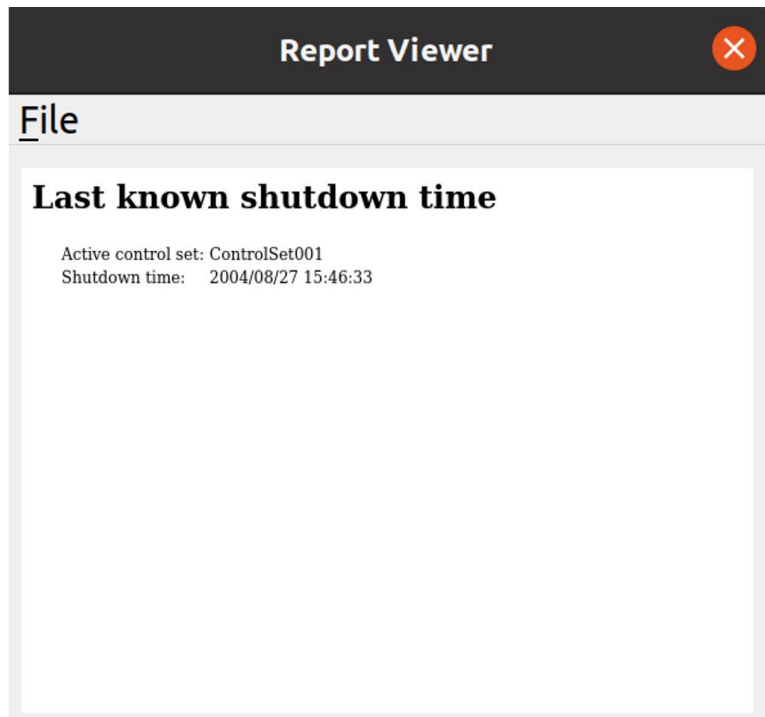 Report Viewer
File
Last known shutdown time
Active control set: ControlSet001
Shutdown time: 2004/08/27 15:46:33